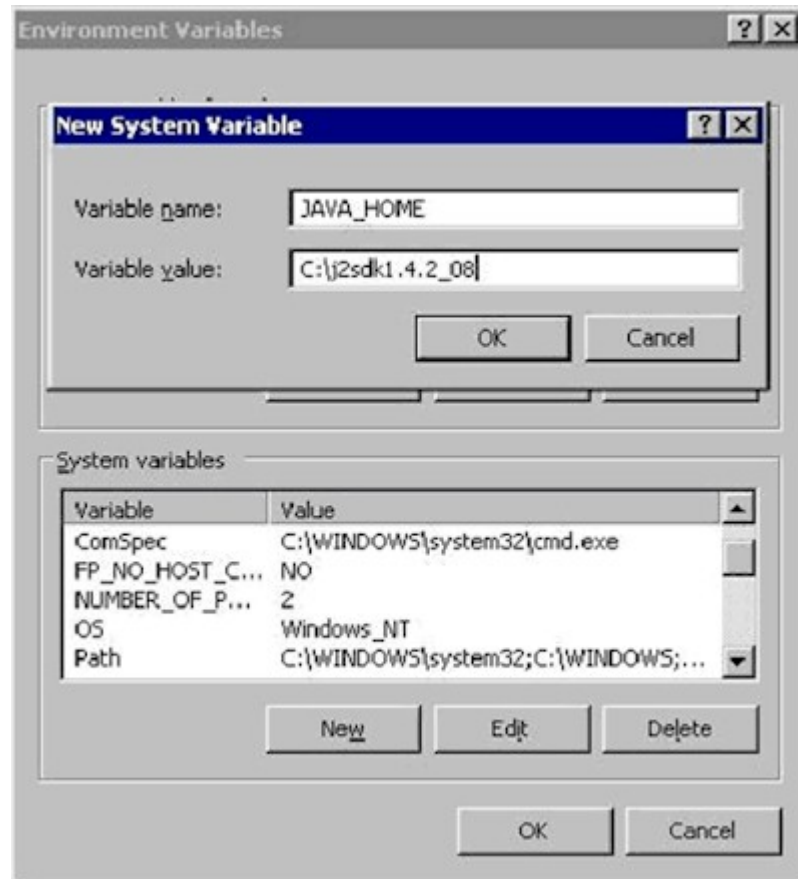 Environment Variables
New System Variable
Variable name:
JAVA_HOME
Variable value:
C:\j2sdk1.4.2_08
OK Cancel
System variables
Variable Value
ComSpec C:\WINDOWS\system32\cmd.exe
FP_NO_HOST_C... NO
NUMBER_OF_P... 2
OS Windows_NT
Path C:\WINDOWS\system32;C:\WINDOWS;...
New Edit Delete
OK Cancel